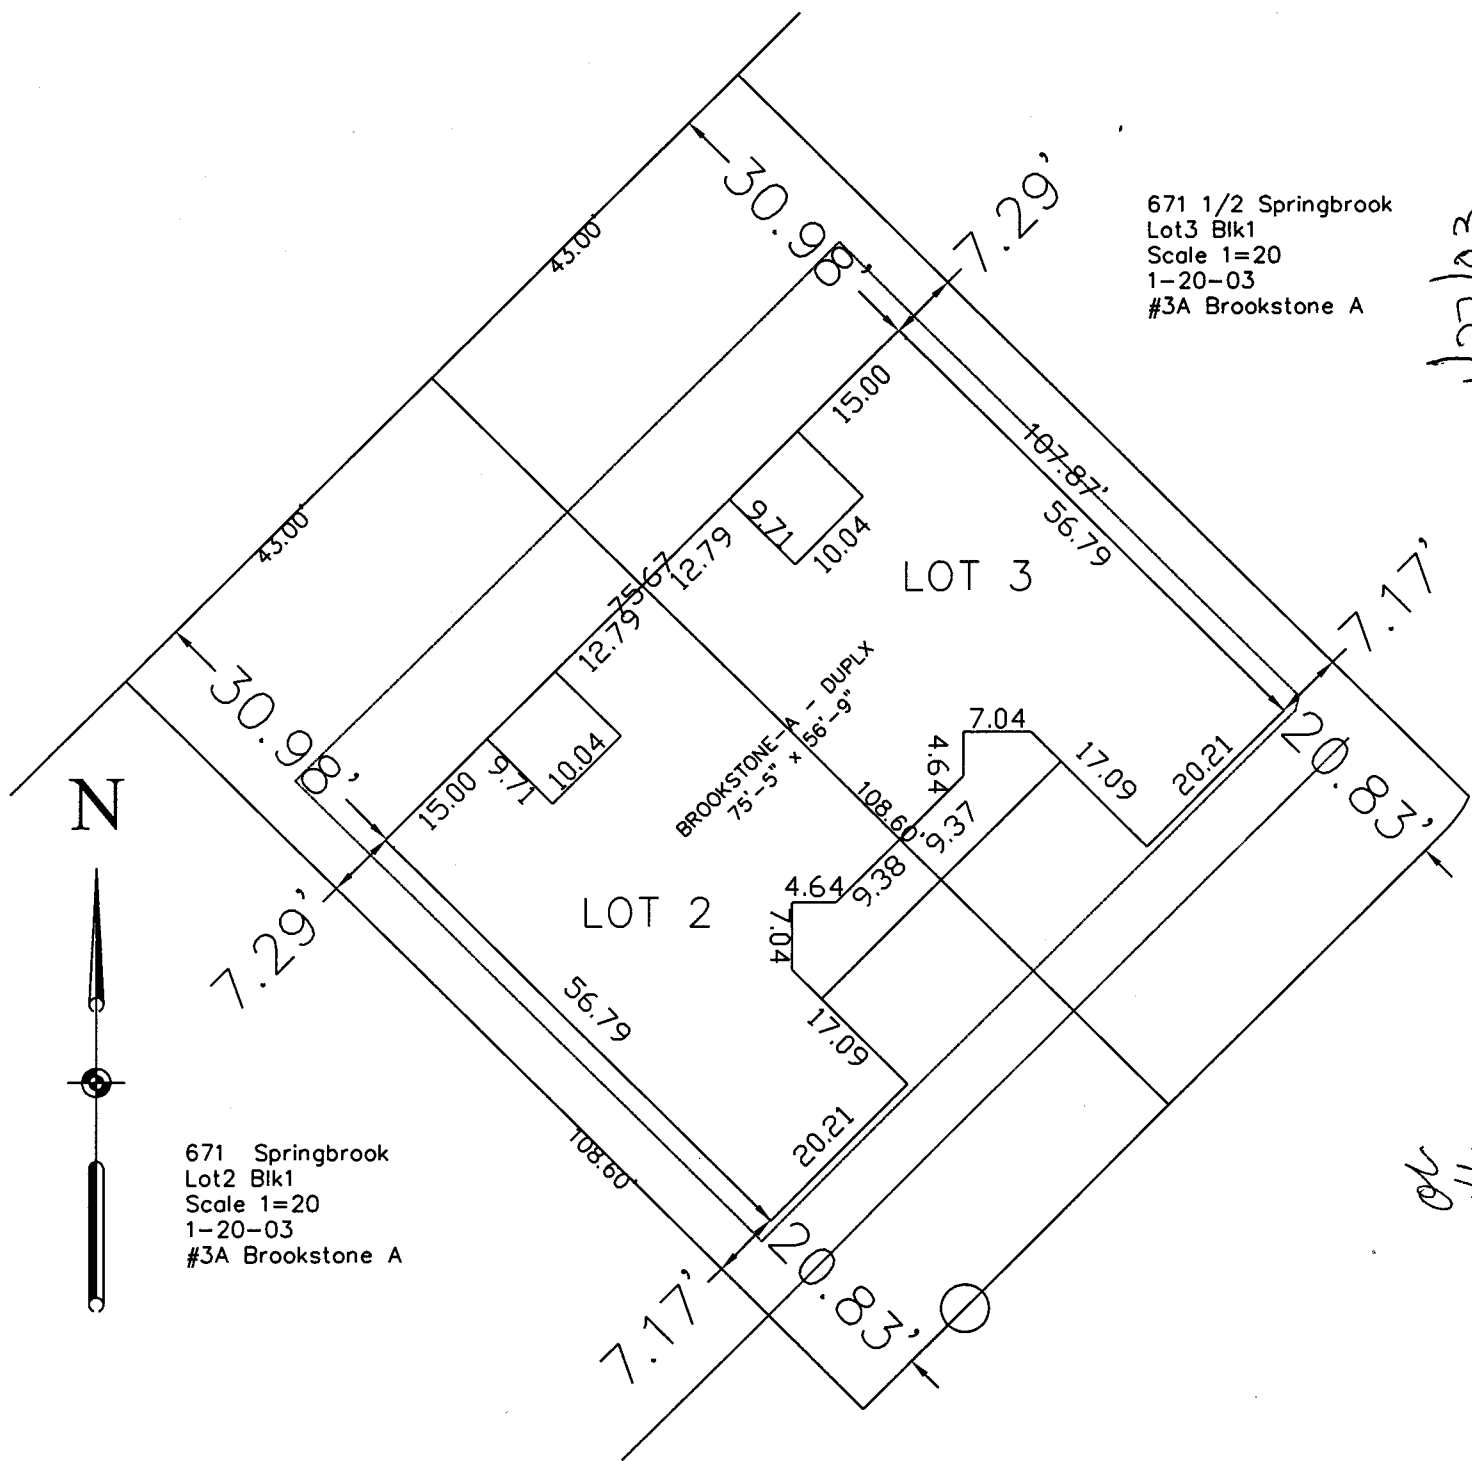 30.98'
7.29'
43.00'
671 1/2 Springbrook
Lot3 Blk1
Scale 1=20
1-20-03
#3A Brookstone A
1/27/03
15.00
107.87'
56.79
9.71
10.04
43.00'
12.79
75.67
12.79
LOT 3
7.17'
30.98'
BROOKSTONE-A - DUPLX
75'-5" x 56'-9"
7.04
4.64
17.09
20.21
20.83'
N
15.00
9.71
10.04
108.60'
9.37
9.38
4.64
7.04
LOT 2
7.29'
56.79
17.09
20.21
108.60'
671 Springbrook
Lot2 Blk1
Scale 1=20
1-20-03
#3A Brookstone A
ok
7.17'
20.83'